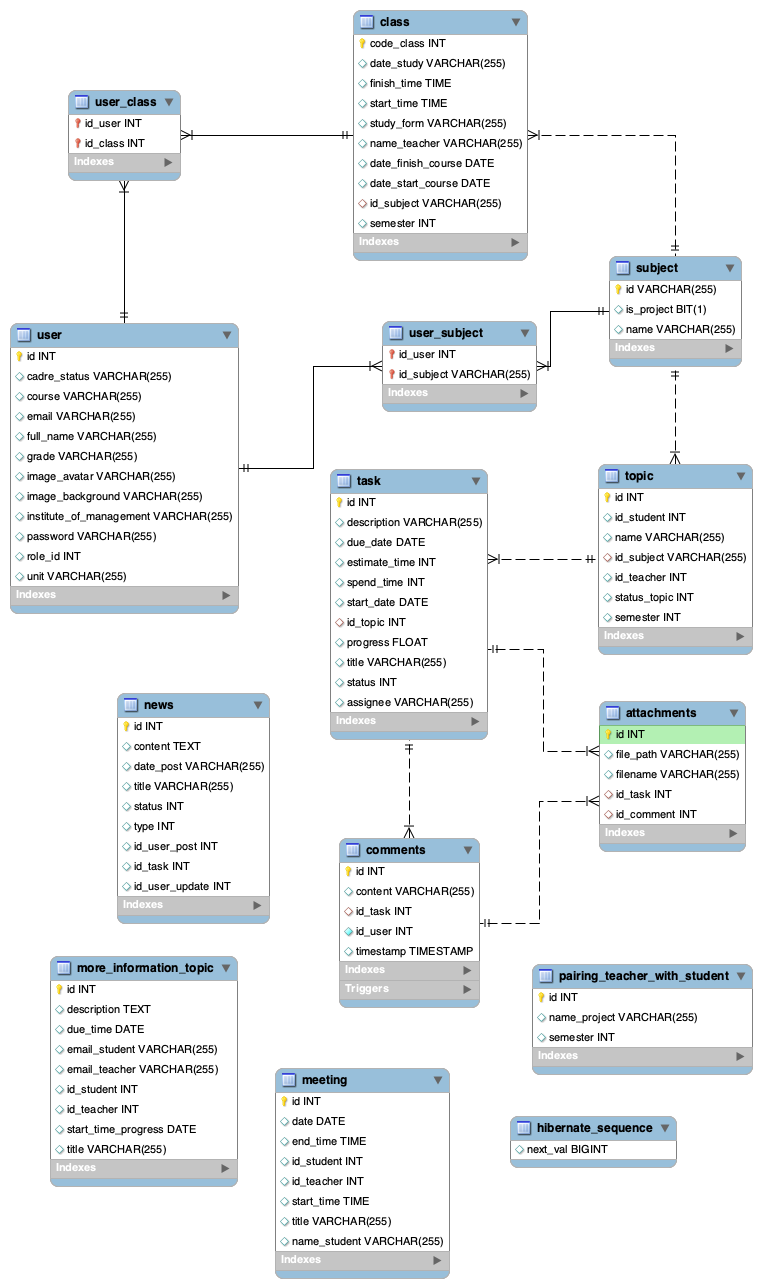 class
code_class INT
date_study VARCHAR(255)
finish_time TIME
start_time TIME
study_form VARCHAR(255)
name_teacher VARCHAR(255)
date_finish_course DATE
date_start_course DATE
id_subject VARCHAR(255)
semester INT
Indexes
user_class
id_user INT
id_class INT
Indexes
subject
id VARCHAR(255)
is_project BIT(1)
name VARCHAR(255)
Indexes
user
id INT
cadre_status VARCHAR(255)
course VARCHAR(255)
email VARCHAR(255)
full_name VARCHAR(255)
grade VARCHAR(255)
image_avatar VARCHAR(255)
image_background VARCHAR(255)
institute_of_management VARCHAR(255)
password VARCHAR(255)
role_id INT
unit VARCHAR(255)
Indexes
user_subject
id_user INT
id_subject VARCHAR(255)
Indexes
task
id INT
description VARCHAR(255)
due_date DATE
estimate_time INT
spend_time INT
start_date DATE
id_topic INT
progress FLOAT
title VARCHAR(255)
status INT
assignee VARCHAR(255)
Indexes
topic
id INT
id_student INT
name VARCHAR(255)
id_subject VARCHAR(255)
id_teacher INT
status_topic INT
semester INT
Indexes
news
id INT
content TEXT
date_post VARCHAR(255)
title VARCHAR(255)
status INT
type INT
id_user_post INT
id_task INT
id_user_update INT
Indexes
attachments
id INT
file_path VARCHAR(255)
filename VARCHAR(255)
id_task INT
id_comment INT
Indexes
comments
id INT
content VARCHAR(255)
id_task INT
id_user INT
timestamp TIMESTAMP
Indexes
Triggers
more_information_topic
id INT
description TEXT
due_time DATE
email_student VARCHAR(255)
email_teacher VARCHAR(255)
id_student INT
id_teacher INT
start_time_progress DATE
title VARCHAR(255)
Indexes
pairing_teacher_with_student
id INT
name_project VARCHAR(255)
semester INT
Indexes
meeting
id INT
date DATE
end_time TIME
id_student INT
id_teacher INT
start_time TIME
title VARCHAR(255)
name_student VARCHAR(255)
Indexes
hibernate_sequence
next_val BIGINT